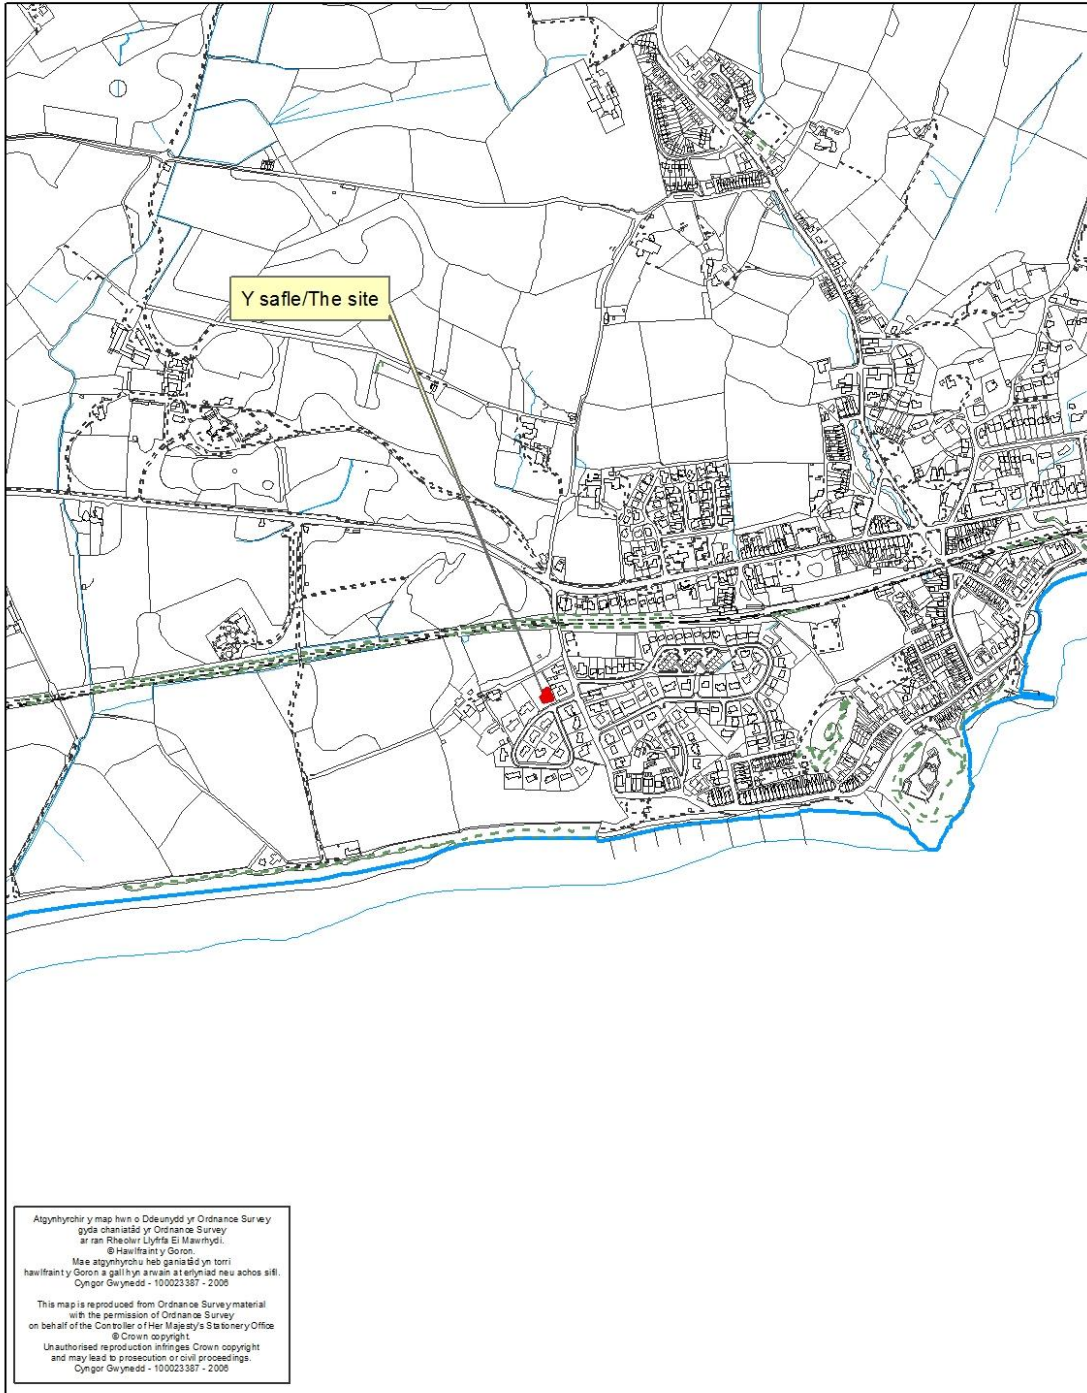 Y safle/The site
Atgynhyrchir y map hwn o Ddeunydd yr Ordnance Survey
gyda chaniatâd yr Ordnance Survey
ar ran Rheolwr Llyfrfa Ei Mawrhydi.
© Hawlfraint y Goron.
Mae atgynhyrchu heb ganiatâd yn torri
hawlfraint y Goron a gall hyn arwain at erlyniad neu achos sifil.
Cyngor Gwynedd - 100023387 - 2008
This map is reproduced from Ordnance Survey material
with the permission of Ordnance Survey
on behalf of the Controller of Her Majesty's Stationery Office
© Crown copyright.
Unauthorised reproduction infringes Crown copyright
and may lead to prosecution or civil proceedings.
Cyngor Gwynedd - 100023387 - 2008